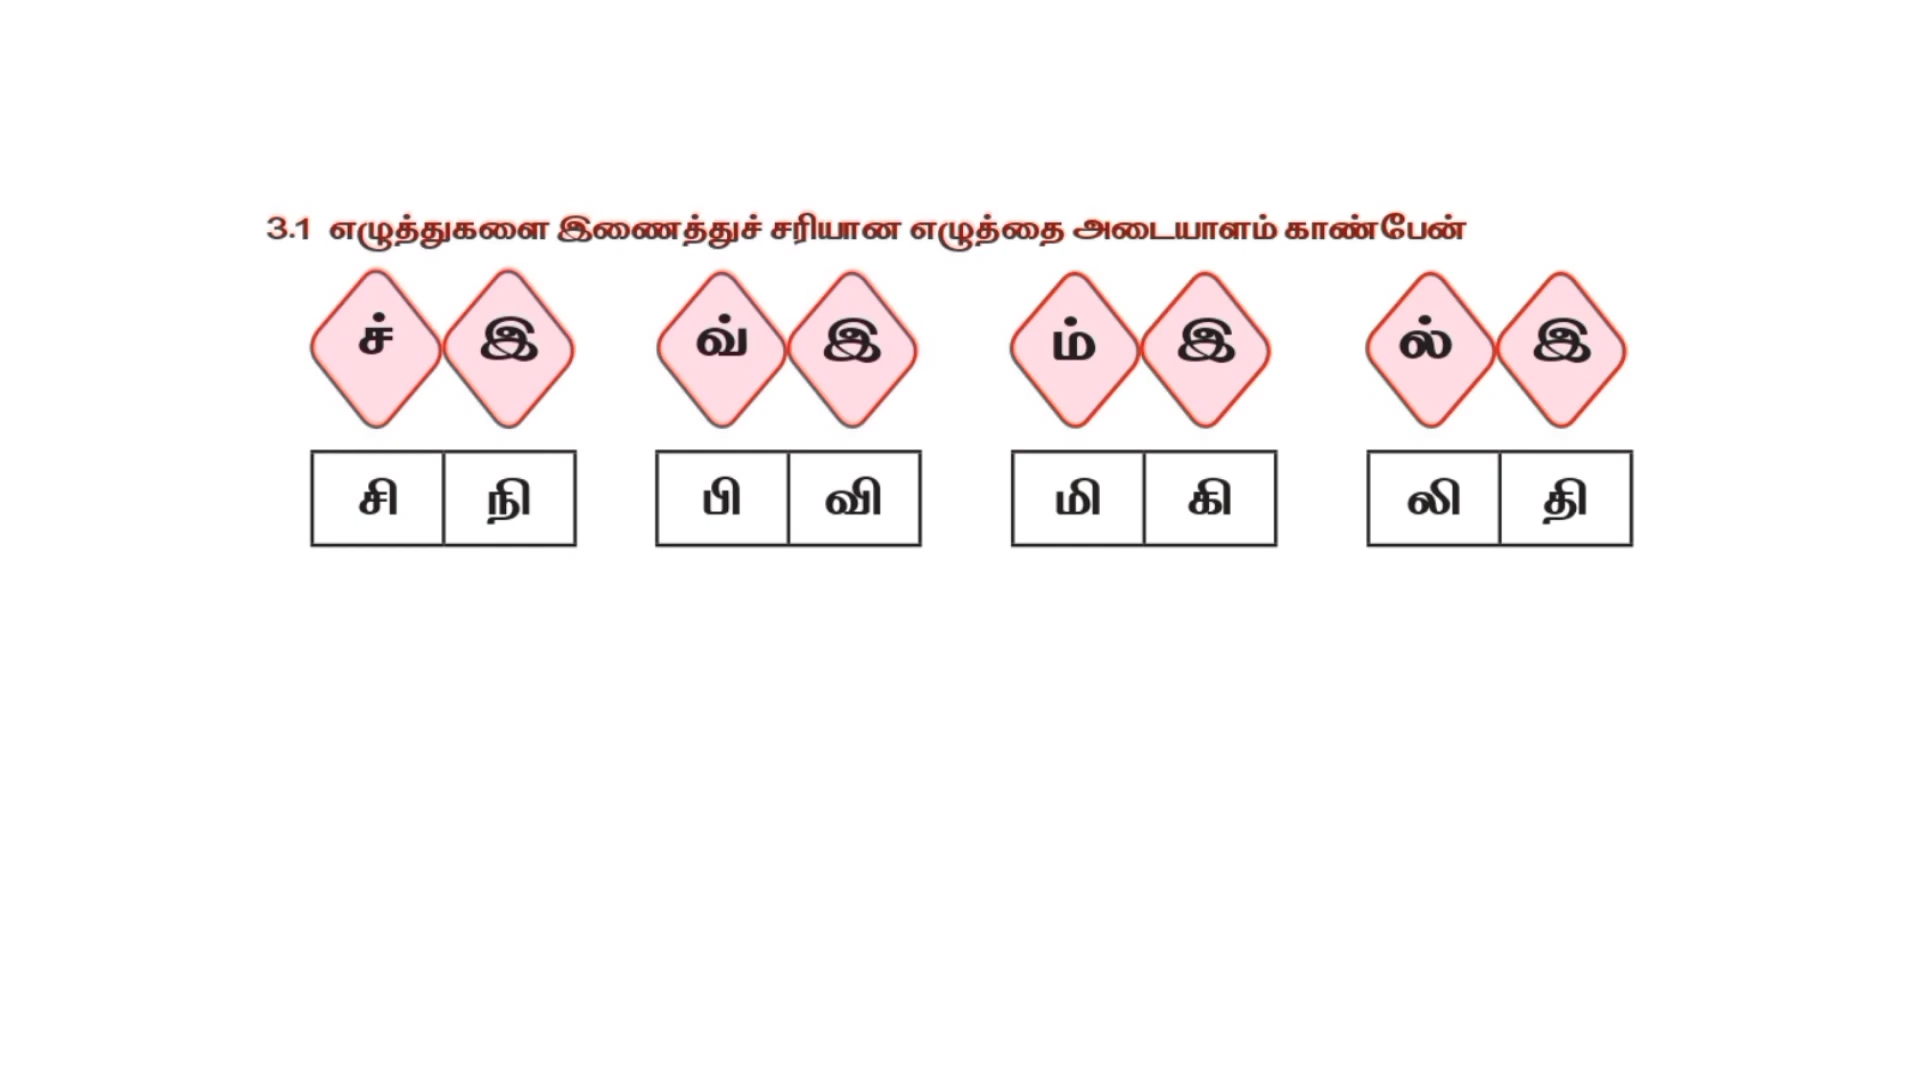 3.1 எழுத்துகளை இணைத்துச் சரியான எழுத்தை அடையாளம் காண்பேன்
ச் இ வ் இ ம் இ ல் இ
சி நி பி வி மி கி லி தி